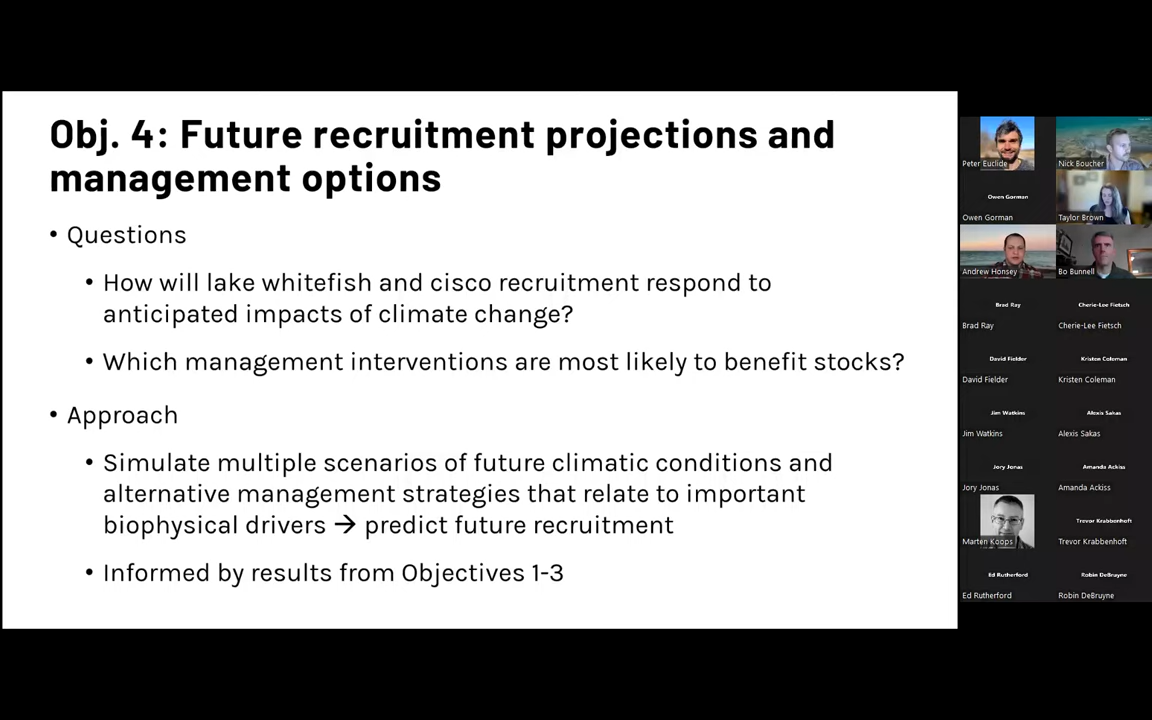 Obj. 4: Future recruitment projections and
management options
• Questions
• How will lake whitefish and cisco recruitment respond to
anticipated impacts of climate change?
• Which management interventions are most likely to benefit stocks?
• Approach
• Simulate multiple scenarios of future climatic conditions and
alternative management strategies that relate to important
biophysical drivers → predict future recruitment
• Informed by results from Objectives 1-3
Peter Euclide
Nick Boucher
Owen Gorman
Owen Gorman
Taylor Brown
Andrew Honsey
Bo Bunnell
Brad Ray
Cherie-Lee Fietsch
Brad Ray
Cherie-Lee Fietsch
David Fielder
Kristen Coleman
David Fielder
Kristen Coleman
Jim Watkins
Alexis Sakas
Jim Watkins
Alexis Sakas
Jory Jonas
Amanda Ackiss
Jory Jonas
Amanda Ackiss
Trevor Krabbenhoft
Marten Koops
Trevor Krabbenhoft
Ed Rutherford
Robin DeBruyne
Ed Rutherford
Robin DeBruyne